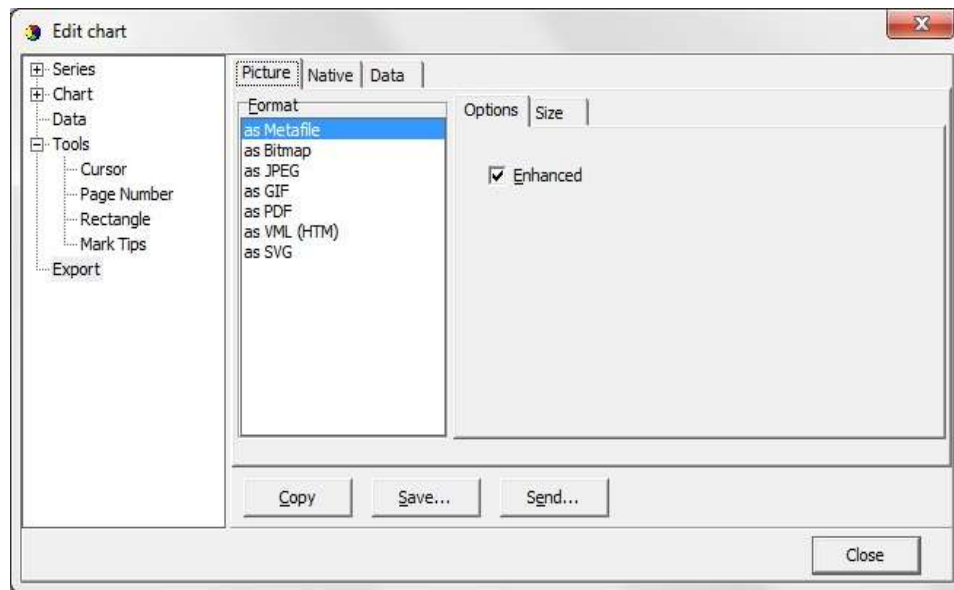 Edit chart
Series
Chart
Data
Tools
Cursor
Page Number
Rectangle
Mark Tips
Export
Picture
Native
Data
Format
as Metafile
as Bitmap
as JPEG
as GIF
as PDF
as VML (HTM)
as SVG
Options
Size
Enhanced
Copy
Save...
Send...
Close